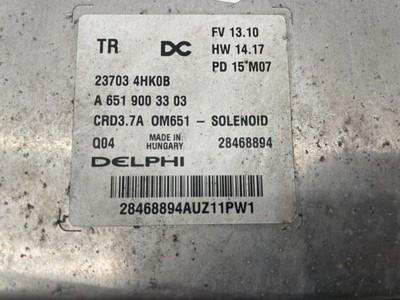 TR DC FV 13.10
HW 14.17
PD 15*M07
23703 4HK0B
A 651 900 33 03
CRD3.7A OM651 - SOLENOID
Q04 MADE IN HUNGARY 28468894
DELPHI
28468894AUZ11PW1